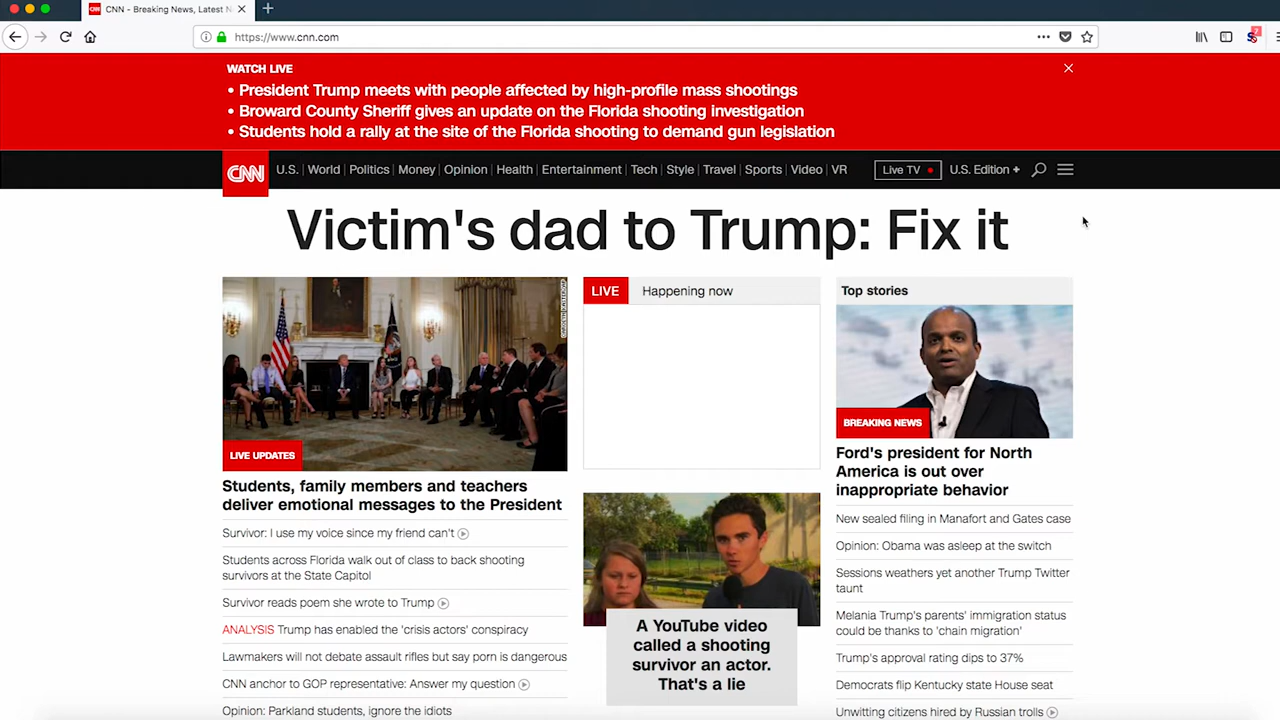 CNN - Breaking News, Latest N
https://www.cnn.com
WATCH LIVE
• President Trump meets with people affected by high-profile mass shootings
• Broward County Sheriff gives an update on the Florida shooting investigation
• Students hold a rally at the site of the Florida shooting to demand gun legislation
CNN U.S. World Politics Money Opinion Health Entertainment Tech Style Travel Sports Video VR Live TV U.S. Edition +
Victim's dad to Trump: Fix it
LIVE UPDATES
Students, family members and teachers
deliver emotional messages to the President
Survivor: I use my voice since my friend can't
Students across Florida walk out of class to back shooting
survivors at the State Capitol
Survivor reads poem she wrote to Trump
ANALYSIS Trump has enabled the 'crisis actors' conspiracy
Lawmakers will not debate assault rifles but say porn is dangerous
CNN anchor to GOP representative: Answer my question
Opinion: Parkland students, ignore the idiots
LIVE Happening now
A YouTube video
called a shooting
survivor an actor.
That's a lie
Top stories
BREAKING NEWS
Ford's president for North
America is out over
inappropriate behavior
New sealed filing in Manafort and Gates case
Opinion: Obama was asleep at the switch
Sessions weathers yet another Trump Twitter
taunt
Melania Trump's parents' immigration status
could be thanks to 'chain migration'
Trump's approval rating dips to 37%
Democrats flip Kentucky state House seat
Unwitting citizens hired by Russian trolls